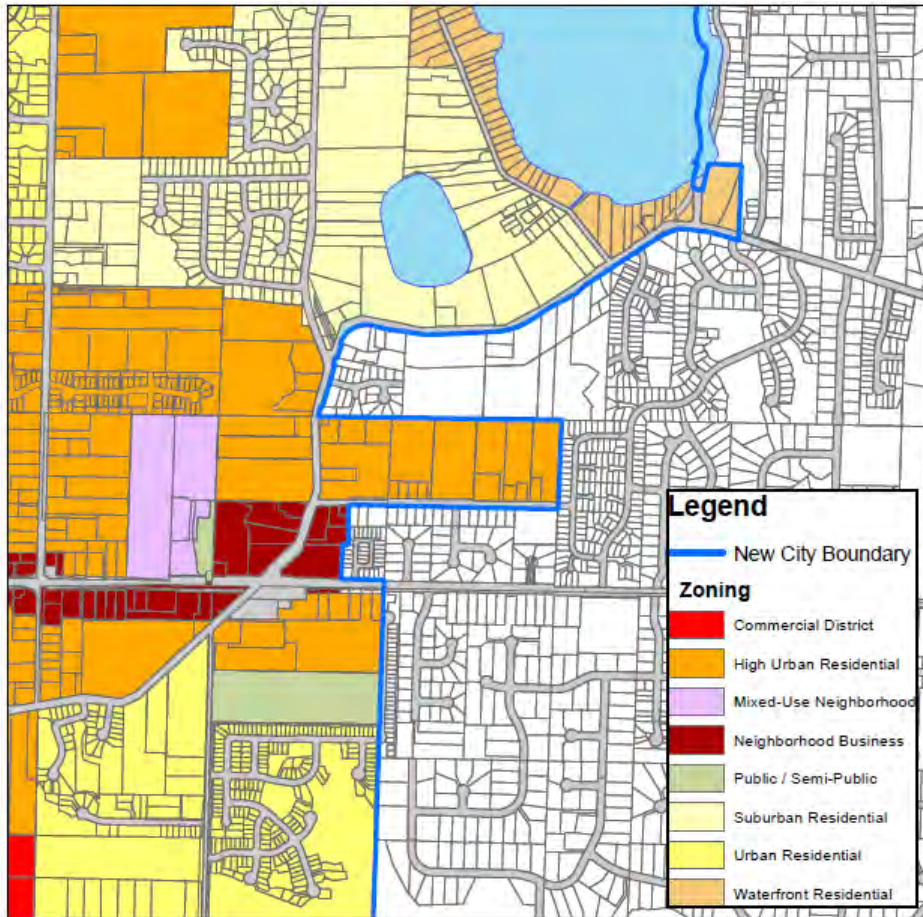 Legend
New City Boundary
Zoning
Commercial District
High Urban Residential
Mixed-Use Neighborhood
Neighborhood Business
Public / Semi-Public
Suburban Residential
Urban Residential
Waterfront Residential